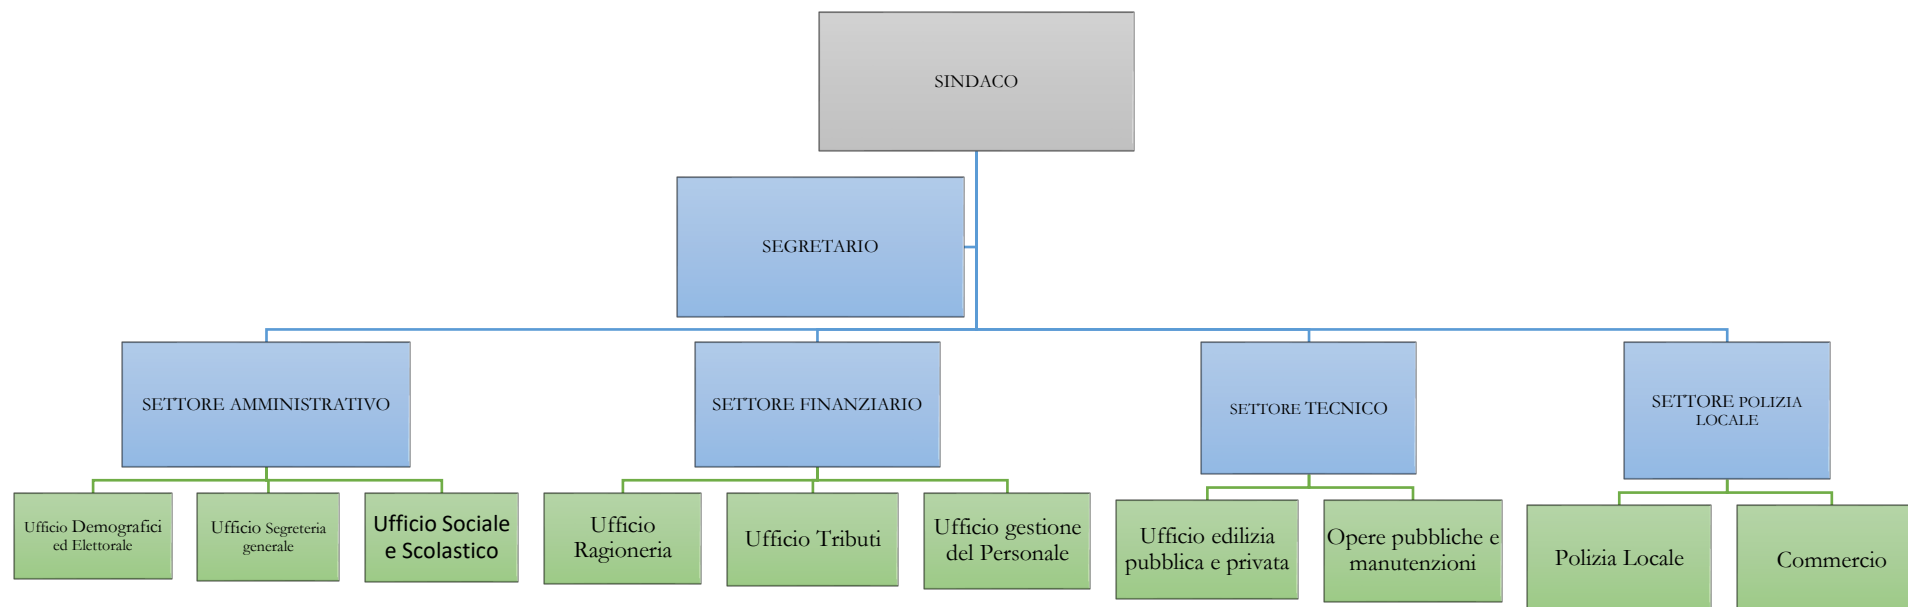 SINDACO
SEGRETARIO
SETTORE AMMINISTRATIVO
SETTORE FINANZIARIO
SETTORE TECNICO
SETTORE POLIZIA
LOCALE
Ufficio Demografici
ed Elettorale
Ufficio Segreteria
generale
Ufficio Sociale
e Scolastico
Ufficio
Ragioneria
Ufficio Tributi
Ufficio gestione
del Personale
Ufficio edilizia
pubblica e privata
Opere pubbliche e
manutenzioni
Polizia Locale
Commercio